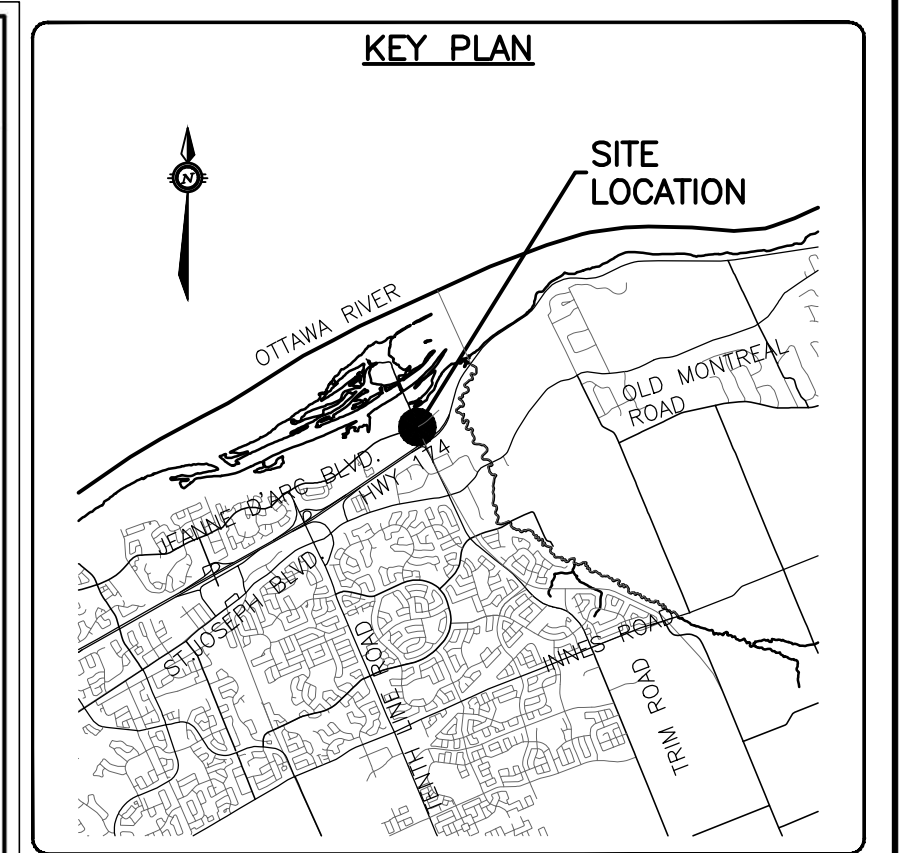 KEY PLAN
SITE
LOCATION
N
OTTAWA RIVER
OLD MONTREAL
ROAD
JEANNE D'ARC BLVD.
HWY 174
ST.JOSEPH BLVD.
TENTH LINE ROAD
INNES ROAD
TRIM ROAD